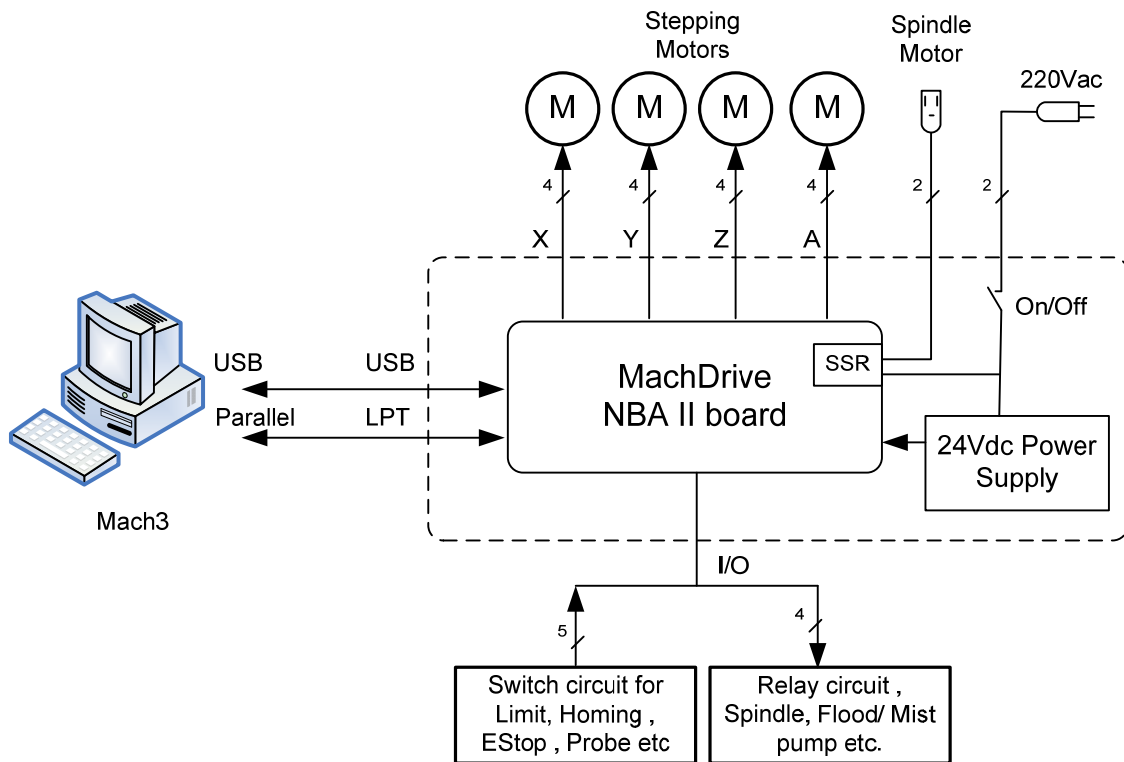 Stepping
Motors
Spindle
Motor
220Vac
M
M
M
M
4
4
4
4
2
2
X
Y
Z
A
On/Off
USB
USB
SSR
MachDrive
NBA II board
Parallel
LPT
24Vdc Power
Supply
Mach3
I/O
5
4
Switch circuit for
Limit, Homing ,
EStop , Probe etc
Relay circuit ,
Spindle, Flood/ Mist
pump etc.